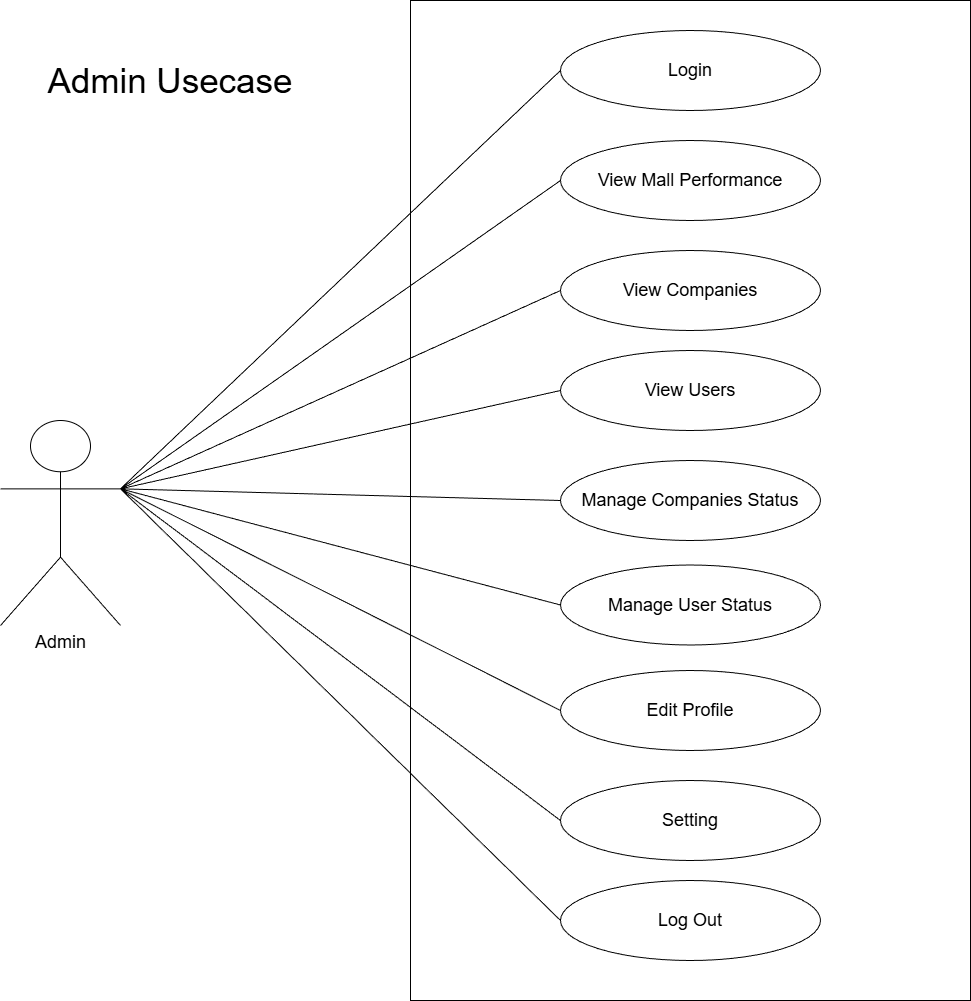 Admin Usecase
Login
View Mall Performance
View Companies
View Users
Manage Companies Status
Manage User Status
Admin
Edit Profile
Setting
Log Out